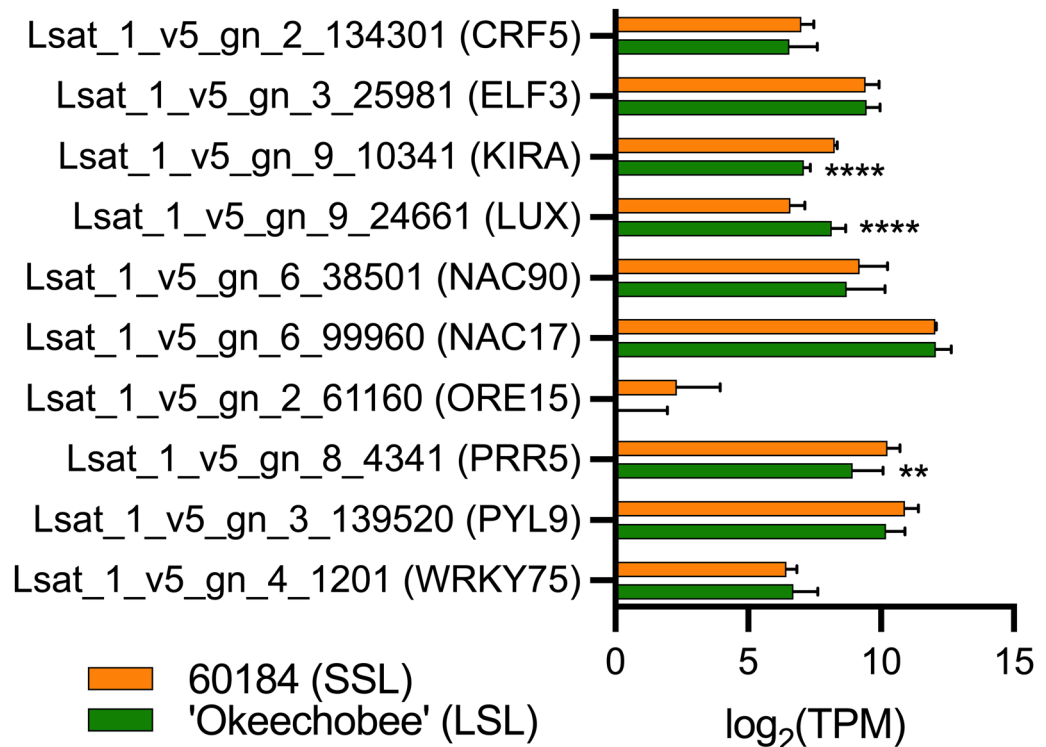 Lsat_1_v5_gn_2_134301 (CRF5)
Lsat_1_v5_gn_3_25981 (ELF3)
Lsat_1_v5_gn_9_10341 (KIRA)
****
Lsat_1_v5_gn_9_24661 (LUX)
****
Lsat_1_v5_gn_6_38501 (NAC90)
Lsat_1_v5_gn_6_99960 (NAC17)
Lsat_1_v5_gn_2_61160 (ORE15)
Lsat_1_v5_gn_8_4341 (PRR5)
**
Lsat_1_v5_gn_3_139520 (PYL9)
Lsat_1_v5_gn_4_1201 (WRKY75)
0 5 10 15
log₂(TPM)
60184 (SSL)
'Okeechobee' (LSL)